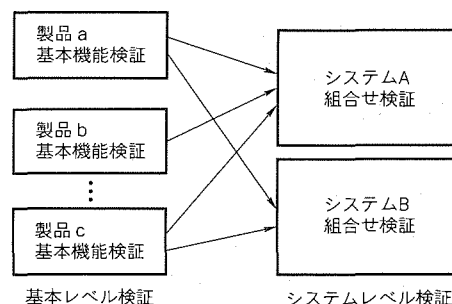 製品a
基本機能検証
製品b
基本機能検証
製品c
基本機能検証
基本レベル検証
システムA
組合せ検証
システムB
組合せ検証
システムレベル検証